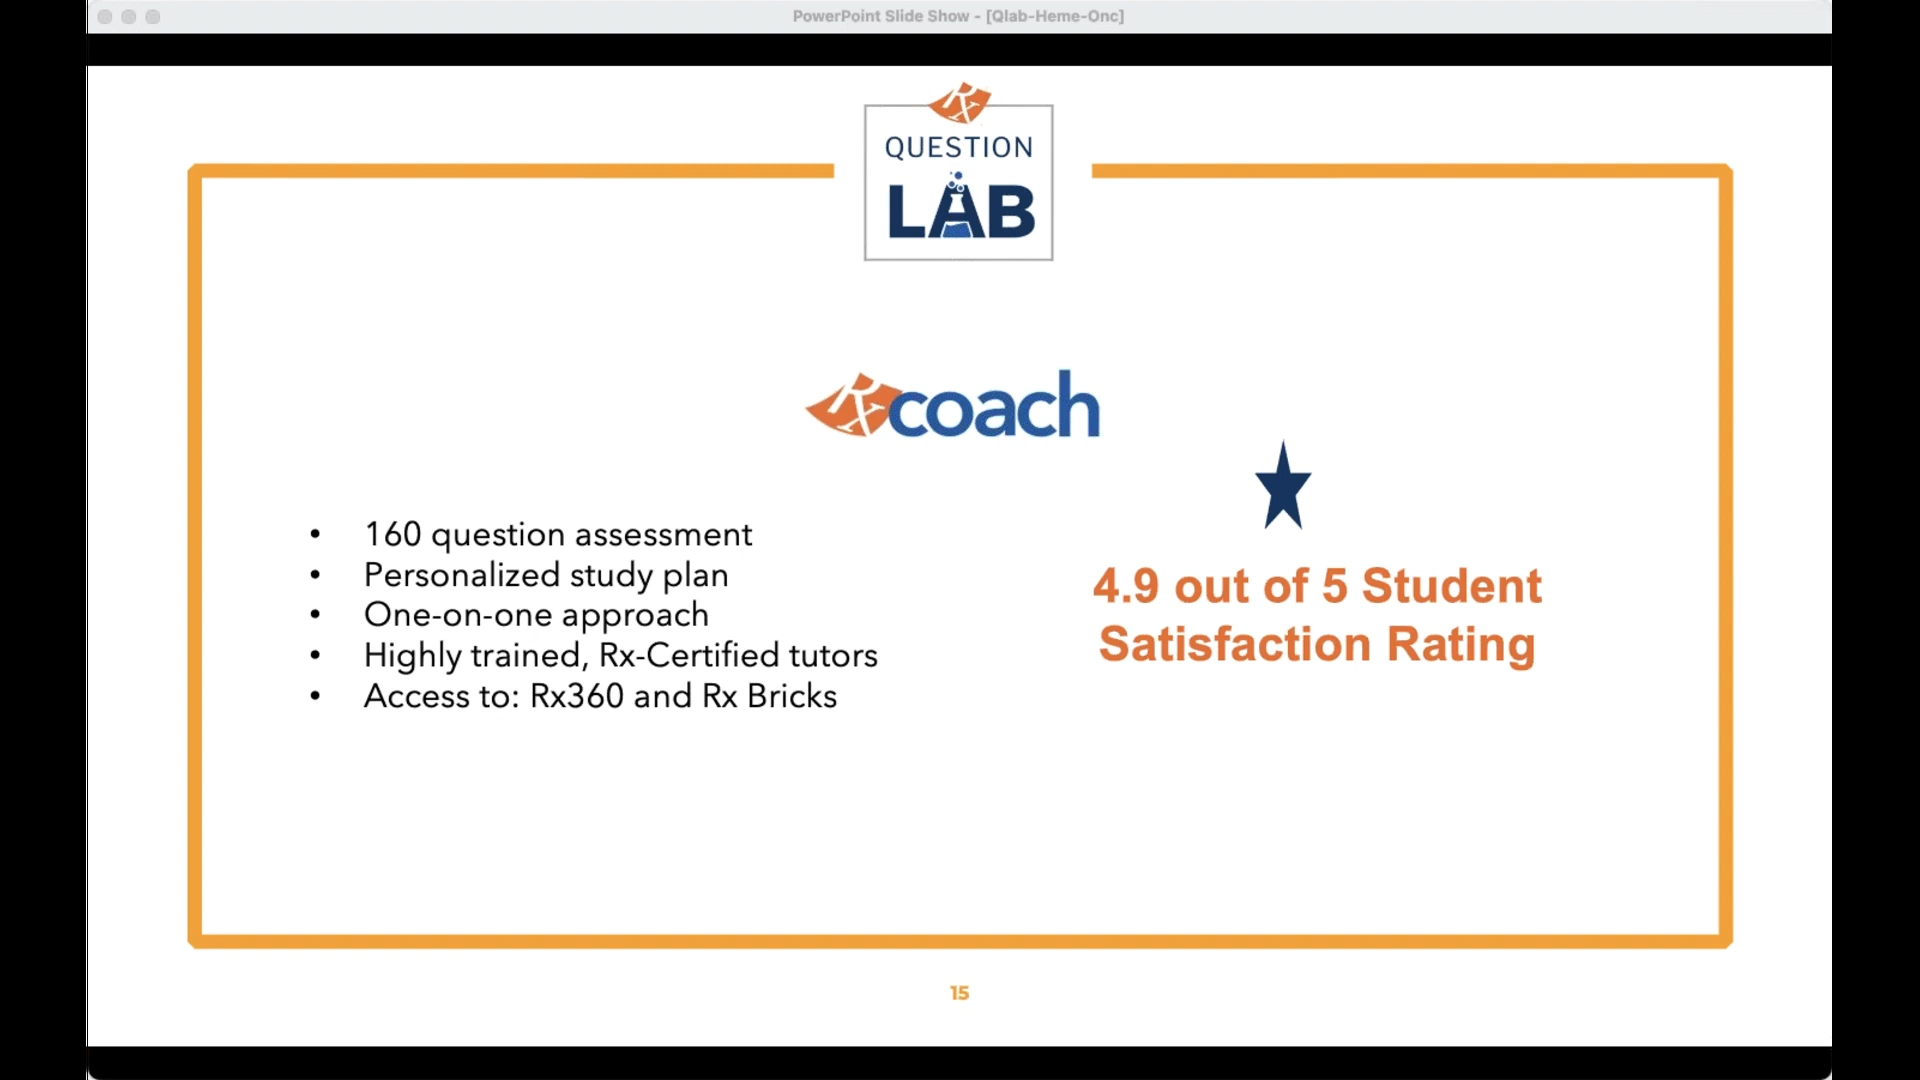 PowerPoint Slide Show - [Qlab-Heme-Onc]
Rx
QUESTION
LAB
Rx coach
• 160 question assessment
• Personalized study plan
• One-on-one approach
• Highly trained, Rx-Certified tutors
• Access to: Rx360 and Rx Bricks
4.9 out of 5 Student
Satisfaction Rating
15